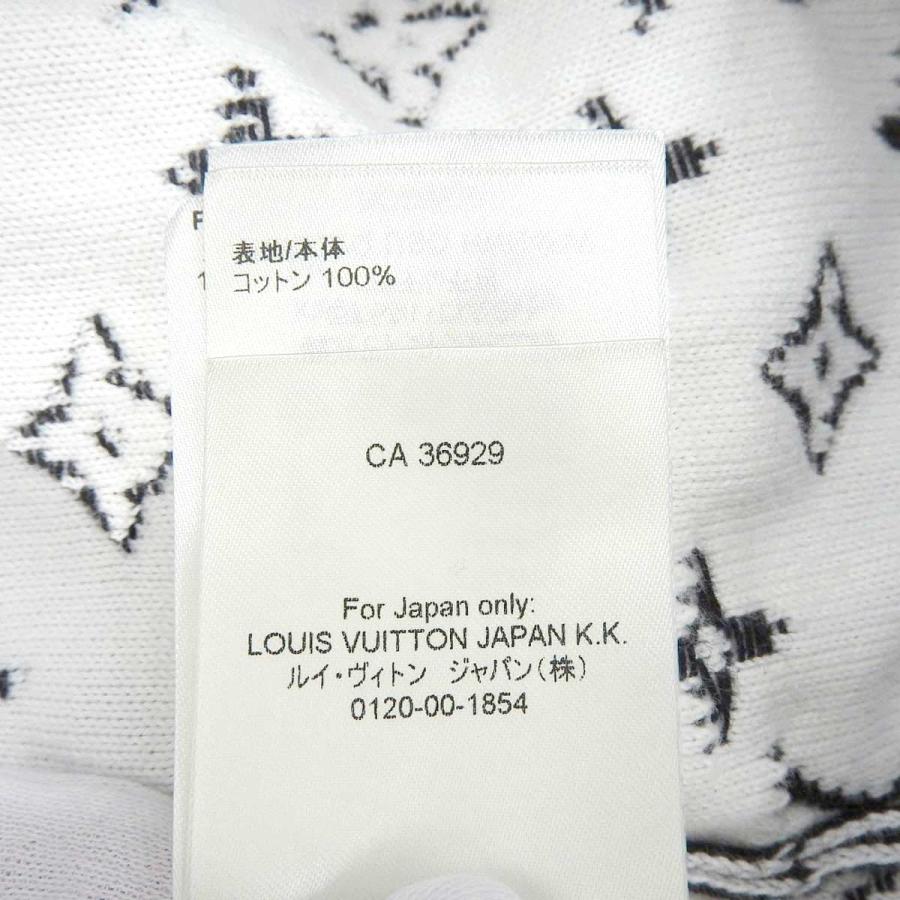 表地/本体
コットン 100%
CA 36929
For Japan only:
LOUIS VUITTON JAPAN K.K.
ルイ・ヴィトン ジャパン(株)
0120-00-1854